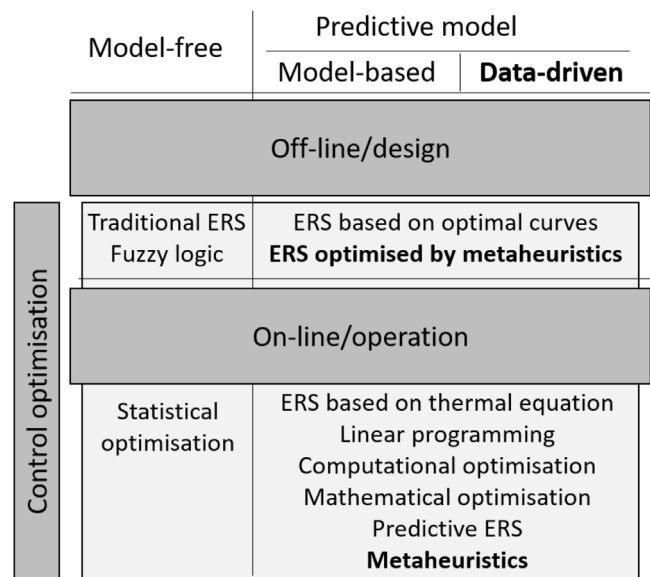 Model-free
Predictive model
Model-based
Data-driven
Off-line/design
Control optimisation
Traditional ERS
Fuzzy logic
ERS based on optimal curves
ERS optimised by metaheuristics
On-line/operation
Statistical
optimisation
ERS based on thermal equation
Linear programming
Computational optimisation
Mathematical optimisation
Predictive ERS
Metaheuristics